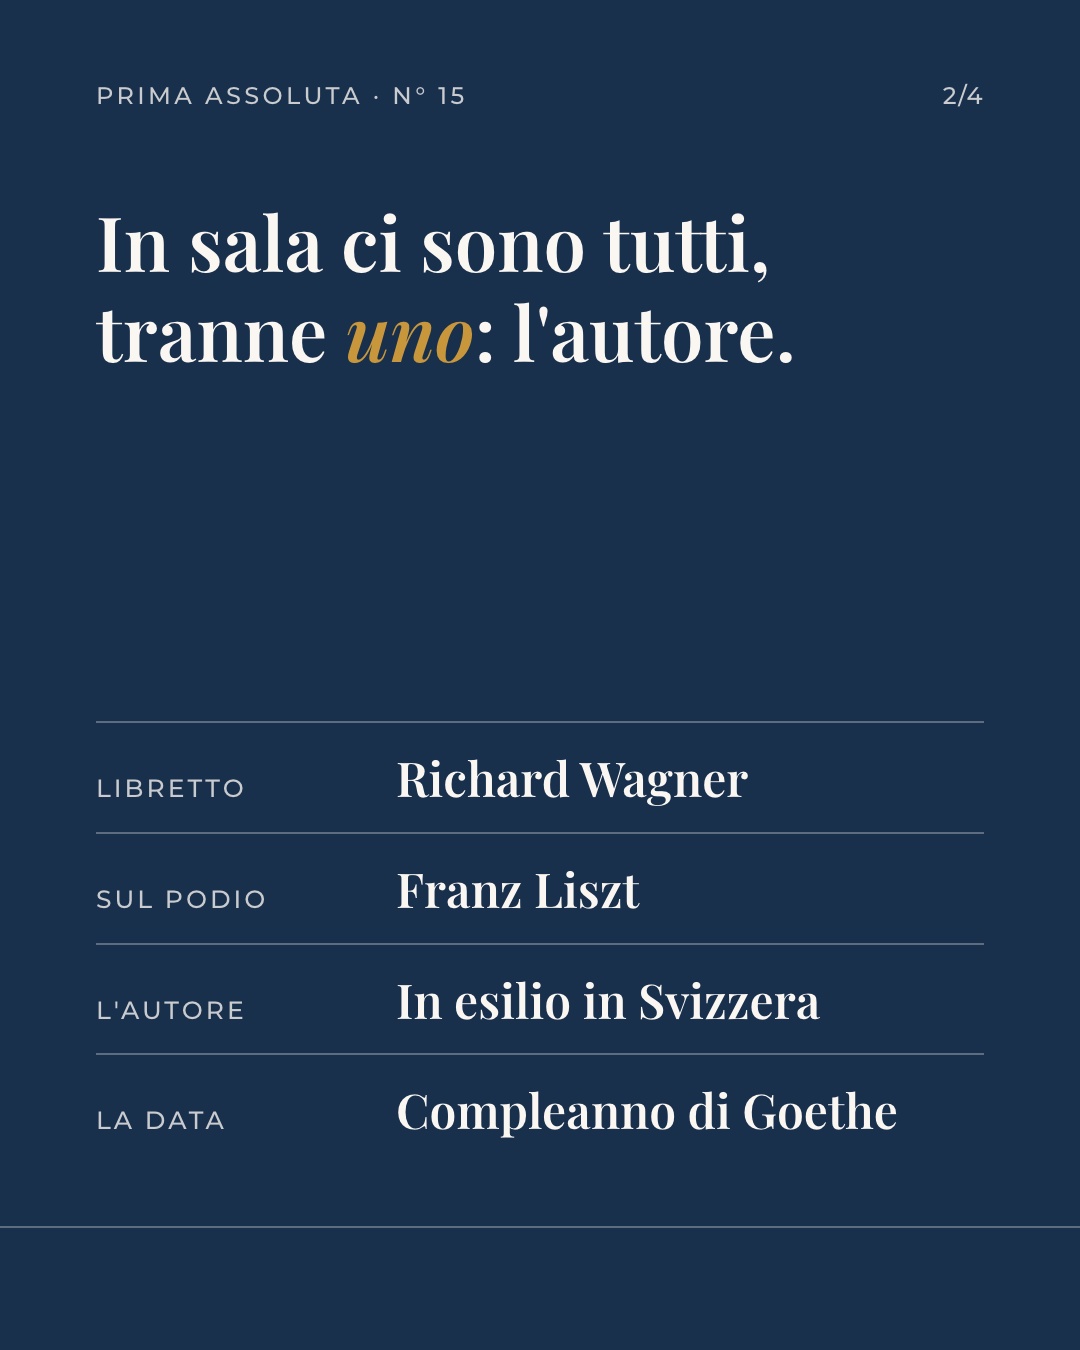 PRIMA ASSOLUTA · N° 15
2/4
In sala ci sono tutti,
tranne uno: l'autore.
LIBRETTO
Richard Wagner
SUL PODIO
Franz Liszt
L'AUTORE
In esilio in Svizzera
LA DATA
Compleanno di Goethe